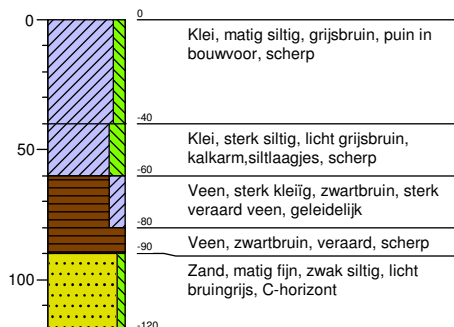 0
0
Klei, matig siltig, grijsbruin, puin in
bouwvoor, scherp
-40
Klei, sterk siltig, licht grijsbruin,
kalkarm,siltlaagjes, scherp
50
-60
Veen, sterk kleiïg, zwartbruin, sterk
veraard veen, geleidelijk
-80
Veen, zwartbruin, veraard, scherp
-90
Zand, matig fijn, zwak siltig, licht
bruingrijs, C-horizont
100
-120